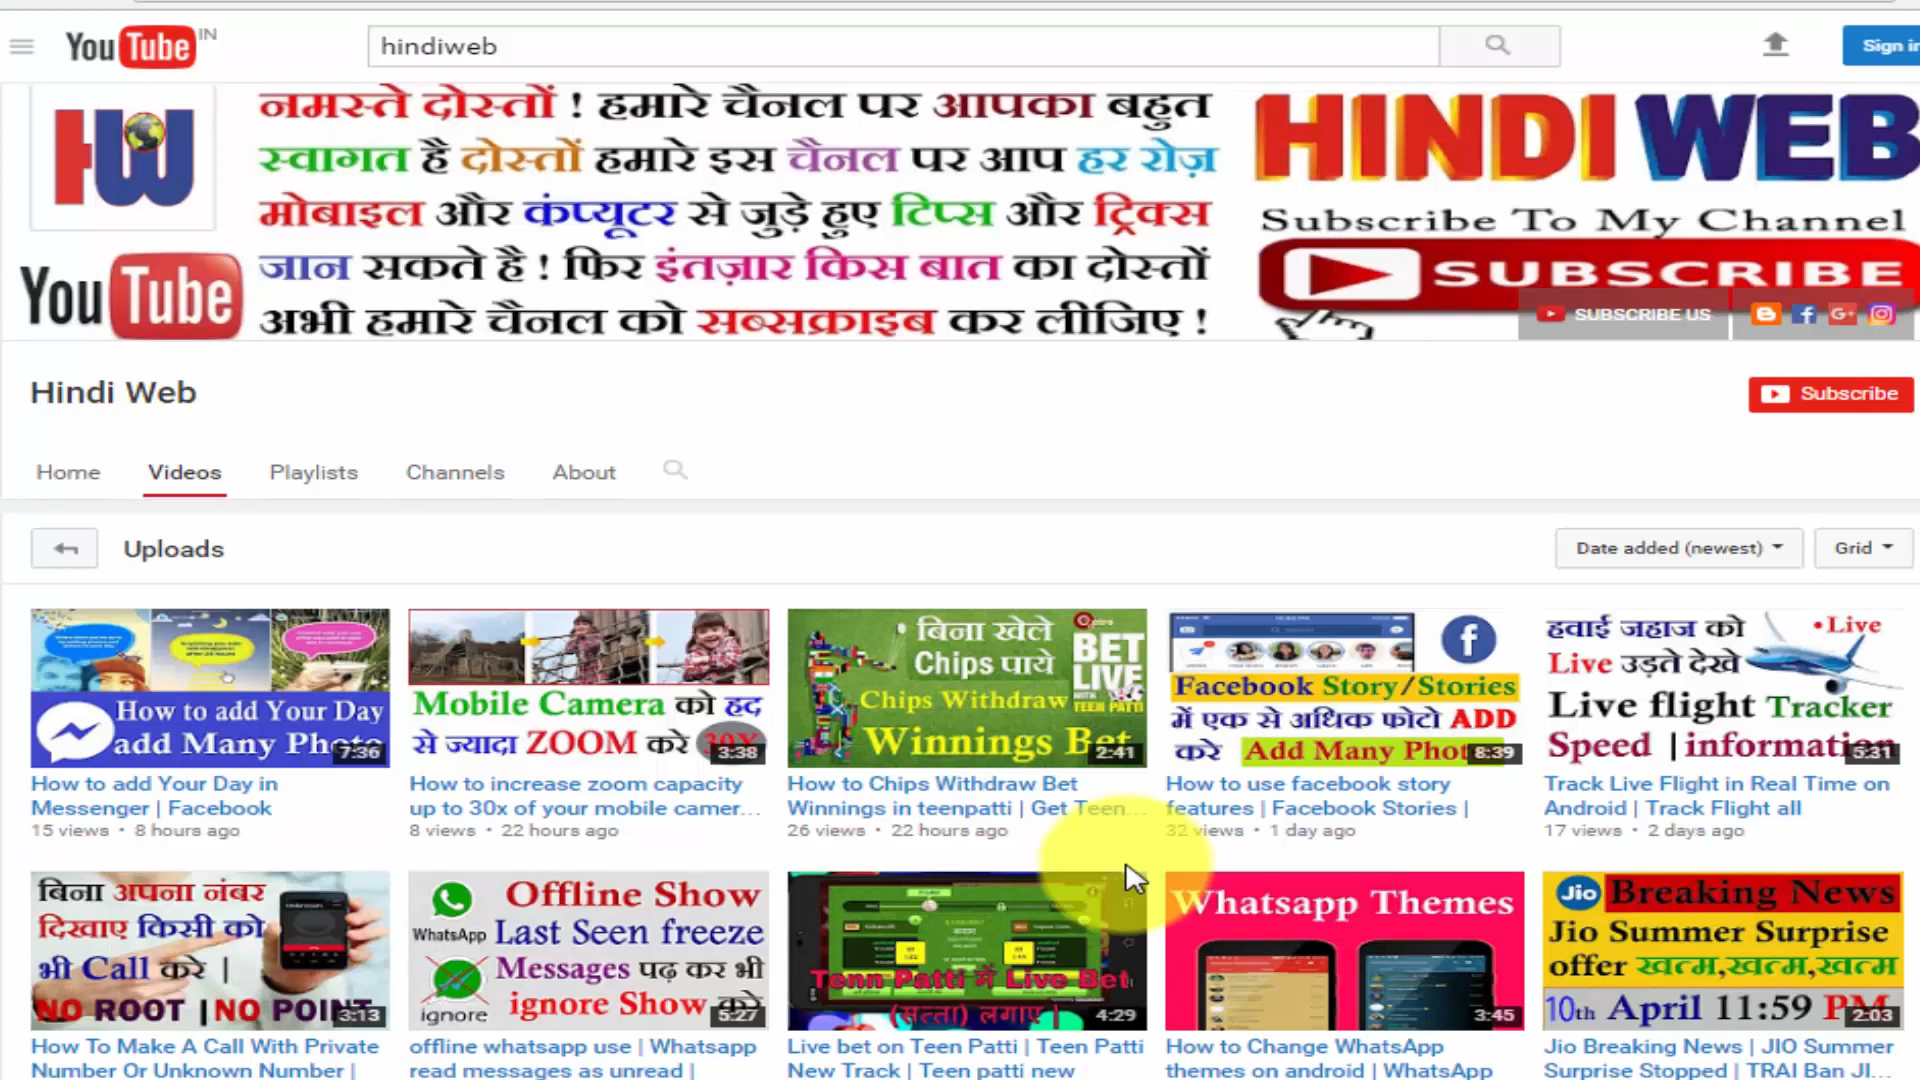 YouTube IN
hindiweb
Sign in
HW
नमस्ते दोस्तों ! हमारे चैनल पर आपका बहुत
स्वागत है दोस्तों हमारे इस चैनल पर आप हर रोज़
मोबाइल और कंप्यूटर से जुड़े हुए टिप्स और ट्रिक्स
जान सकते है ! फिर इंतज़ार किस बात का दोस्तों
अभी हमारे चैनल को सब्सक्राइब कर लीजिए !
YouTube
HINDI WEB
Subscribe To My Channel
SUBSCRIBE
SUBSCRIBE US
Hindi Web
Subscribe
Home Videos Playlists Channels About
Uploads
Date added (newest)
Grid
How to add Your Day
add Many Photo
7:36
How to add Your Day in
Messenger | Facebook
15 views • 8 hours ago
Mobile Camera को हद
से ज्यादा ZOOM करे 30X
3:38
How to increase zoom capacity
up to 30x of your mobile camer...
8 views • 22 hours ago
बिना खेले
Chips पाये
Chips Withdraw
Winnings Bet
BET
LIVE
WITH
TEEN PATTI
2:41
How to Chips Withdraw Bet
Winnings in teenpatti | Get Teen...
26 views • 22 hours ago
Facebook Story/Stories
में एक से अधिक फोटो ADD
करे Add Many Phot
8:39
How to use facebook story
features | Facebook Stories |
32 views • 1 day ago
हवाई जहाज को
•Live
Live उड़ते देखे
Live flight Tracker
Speed |information
5:31
Track Live Flight in Real Time on
Android | Track Flight all
17 views • 2 days ago
बिना अपना नंबर
दिखाए किसी को
भी Call करे |
NO ROOT |NO POINT
3:13
How To Make A Call With Private
Number Or Unknown Number |
Offline Show
WhatsApp Last Seen freeze
Messages पढ़ कर भी
ignore ignore Show करे
5:27
offline whatsapp use | Whatsapp
read messages as unread |
Tenn Patti में Live Bet
(सत्ता) लगाए |
4:29
Live bet on Teen Patti | Teen Patti
New Track | Teen patti new
Whatsapp Themes
3:45
How to Change WhatsApp
themes on android | WhatsApp
Jio Breaking News
Jio Summer Surprise
offer खत्म,खत्म,खत्म
10th April 11:59 PM
2:03
Jio Breaking News | JIO Summer
Surprise Stopped | TRAI Ban JI...